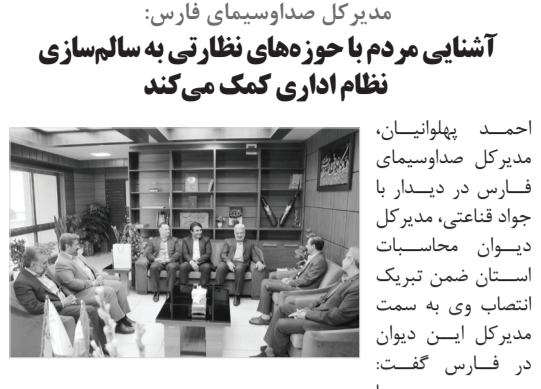 مدیرکل صداوسیمای فارس:
آشنایی مردم با حوزه‌های نظارتی به سالم‌سازی
نظام اداری کمک می‌کند
احمد پهلوانیان،
مدیرکل صداوسیمای
فارس در دیدار با
جواد قناعتی، مدیرکل
دیوان محاسبات
استان ضمن تبریک
انتصاب وی به سمت
مدیرکل این دیوان
در فارس گفت: